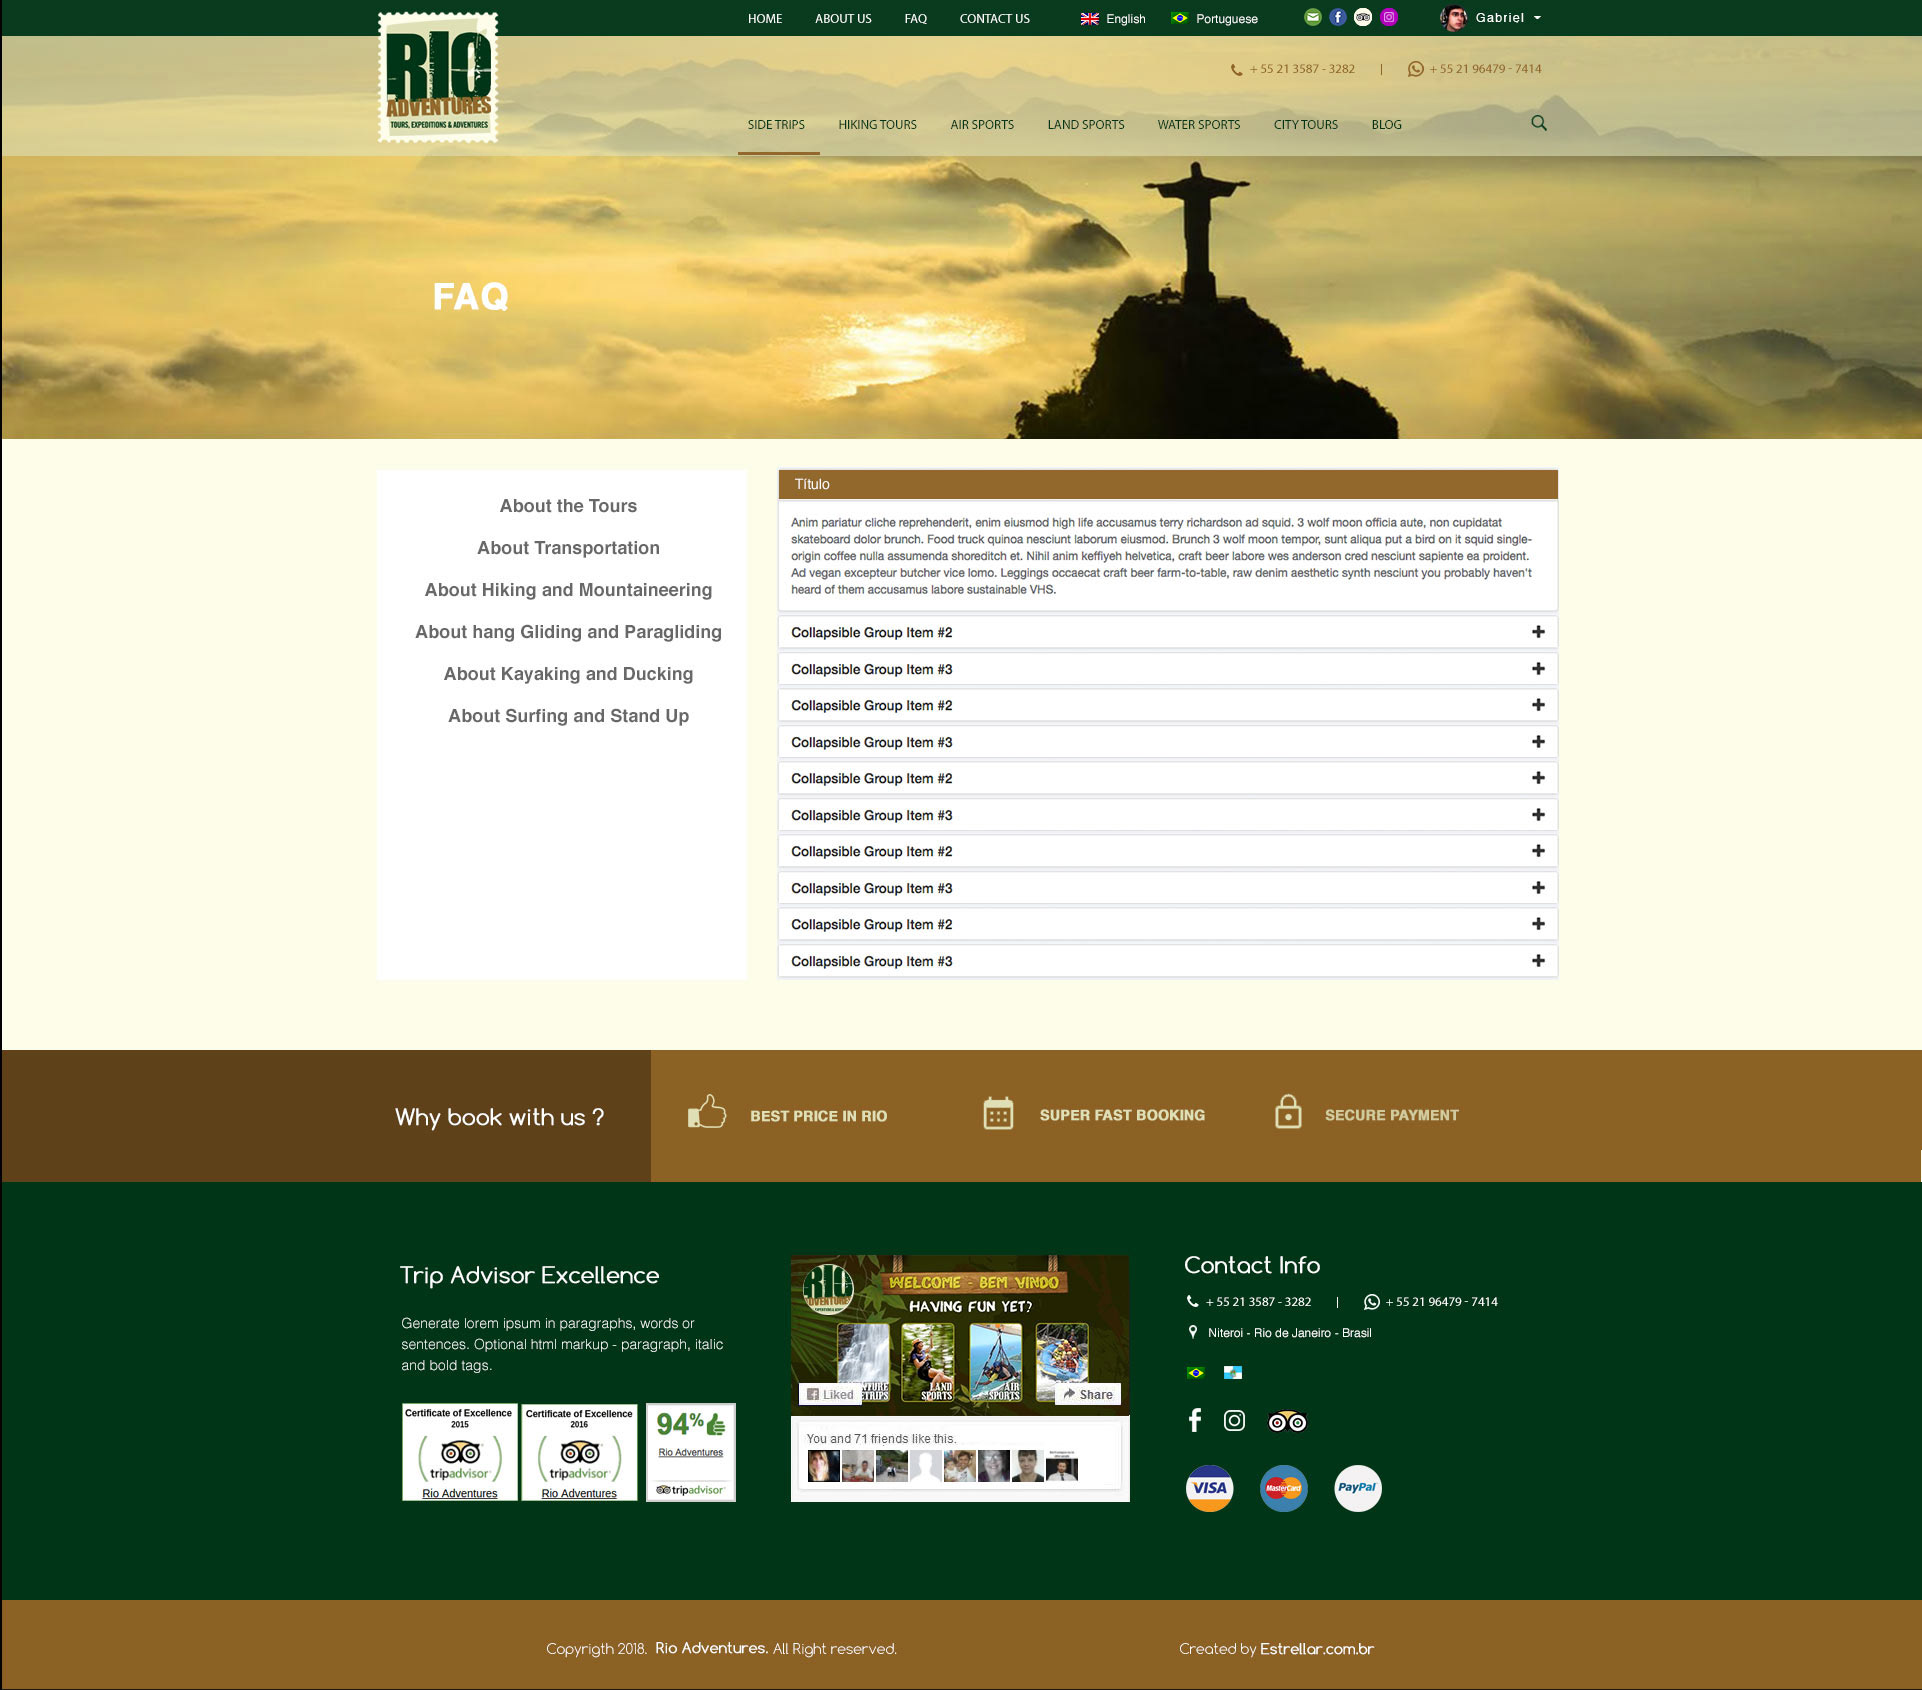 HOME ABOUT US FAQ CONTACT US English Portuguese Gabriel
RIO
ADVENTURES
TOURS, EXPEDITIONS & ADVENTURES
+ 55 21 3587 - 3282 | + 55 21 96479 - 7414
SIDE TRIPS HIKING TOURS AIR SPORTS LAND SPORTS WATER SPORTS CITY TOURS BLOG
FAQ
About the Tours
About Transportation
About Hiking and Mountaineering
About hang Gliding and Paragliding
About Kayaking and Ducking
About Surfing and Stand Up
Título
Anim pariatur cliche reprehenderit, enim eiusmod high life accusamus terry richardson ad squid. 3 wolf moon officia aute, non cupidatat
skateboard dolor brunch. Food truck quinoa nesciunt laborum eiusmod. Brunch 3 wolf moon tempor, sunt aliqua put a bird on it squid single-
origin coffee nulla assumenda shoreditch et. Nihil anim keffiyeh helvetica, craft beer labore wes anderson cred nesciunt sapiente ea proident.
Ad vegan excepteur butcher vice lomo. Leggings occaecat craft beer farm-to-table, raw denim aesthetic synth nesciunt you probably haven't
heard of them accusamus labore sustainable VHS.
Collapsible Group Item #2
Collapsible Group Item #3
Collapsible Group Item #2
Collapsible Group Item #3
Collapsible Group Item #2
Collapsible Group Item #3
Collapsible Group Item #2
Collapsible Group Item #3
Collapsible Group Item #2
Collapsible Group Item #3
Why book with us ?
BEST PRICE IN RIO
SUPER FAST BOOKING
SECURE PAYMENT
Trip Advisor Excellence
Generate lorem ipsum in paragraphs, words or
sentences. Optional html markup - paragraph, italic
and bold tags.
Certificate of Excellence
2015
tripadvisor
Rio Adventures
Certificate of Excellence
2016
tripadvisor
Rio Adventures
94%
Rio Adventures
tripadvisor
RIO
ADVENTURES
WELCOME - BEM VINDO
HAVING FUN YET?
LAND
SPORTS
AIR
SPORTS
Liked
Share
You and 71 friends like this.
Contact Info
+ 55 21 3587 - 3282 | + 55 21 96479 - 7414
Niteroi - Rio de Janeiro - Brasil
VISA
MasterCard
PayPal
Copyrigth 2018. Rio Adventures. All Right reserved.
Created by Estrellar.com.br